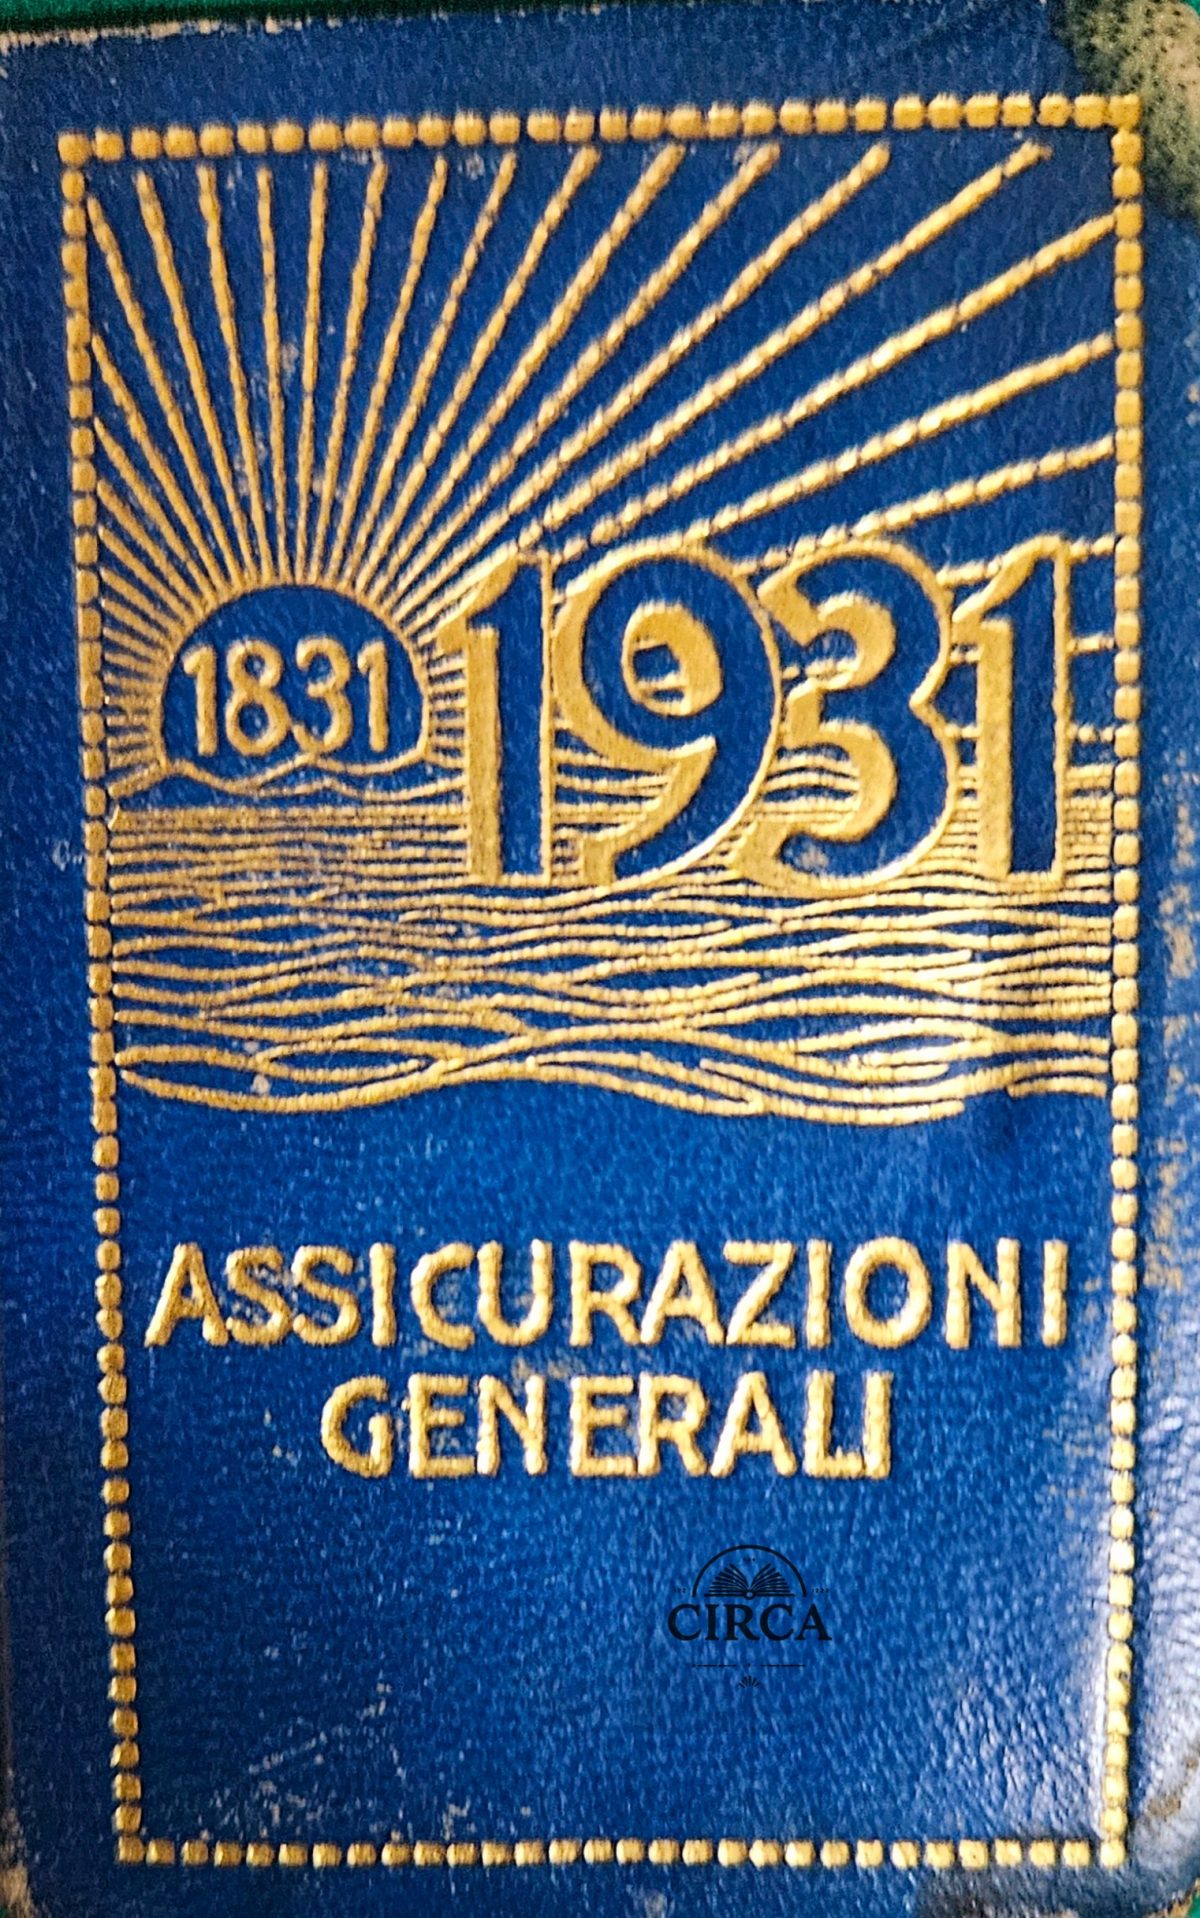 1831
1931
ASSICURAZIONI
GENERALI
CIRCA